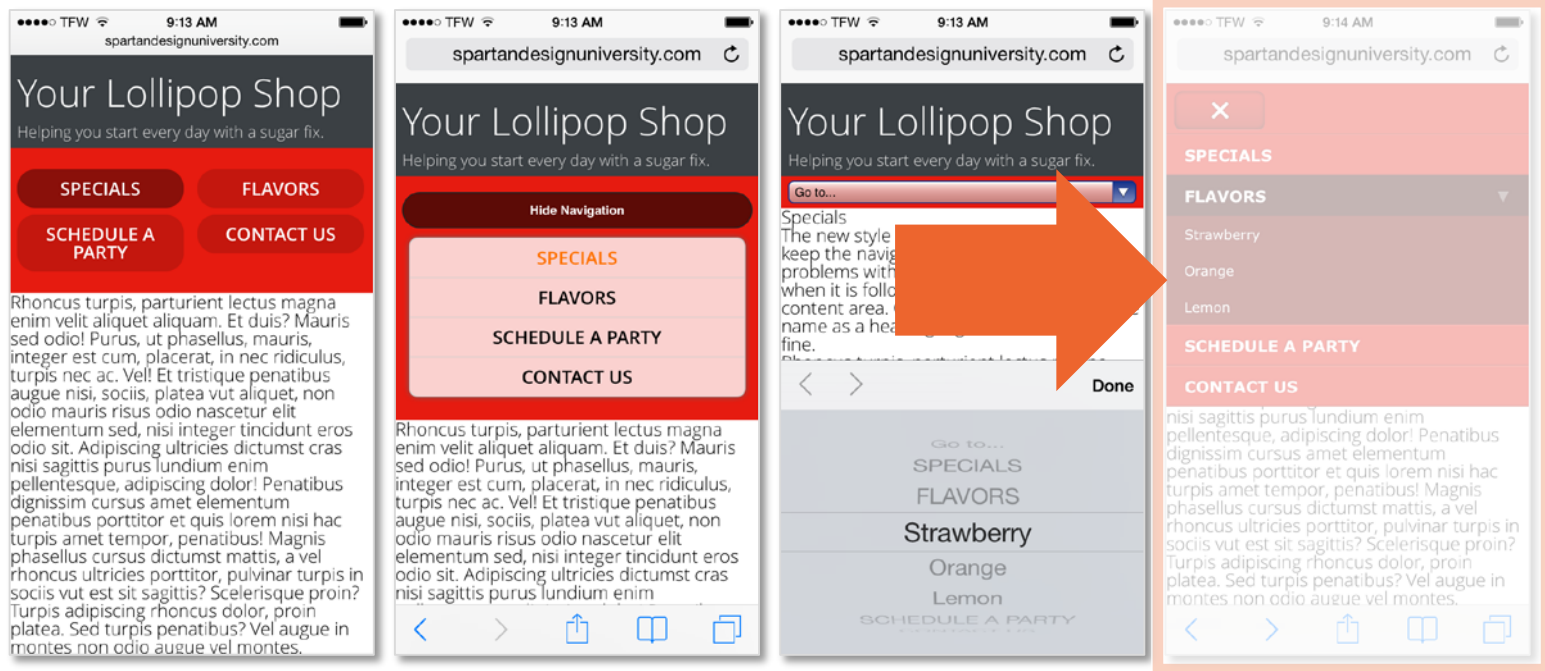 TFW 9:13 AM
spartandesignuniversity.com
Your Lollipop Shop
Helping you start every day with a sugar fix.
SPECIALS
FLAVORS
SCHEDULE A
PARTY
CONTACT US
Rhoncus turpis, parturient lectus magna
enim velit aliquet aliquam. Et duis? Mauris
sed odio! Purus, ut phasellus, mauris,
integer est cum, placerat, in nec ridiculus,
turpis nec ac. Vel! Et tristique penatibus
augue nisi, sociis, platea vut aliquet, non
odio mauris risus odio nascetur elit
elementum sed, nisi integer tincidunt eros
odio sit. Adipiscing ultricies dictumst cras
nisi sagittis purus lundium enim
pellentesque, adipiscing dolor! Penatibus
dignissim cursus amet elementum
penatibus porttitor et quis lorem nisi hac
turpis amet tempor, penatibus! Magnis
phasellus cursus dictumst mattis, a vel
rhoncus ultricies porttitor, pulvinar turpis in
sociis vut est sit sagittis? Scelerisque proin?
Turpis adipiscing rhoncus dolor, proin
platea. Sed turpis penatibus? Vel augue in
montes non odio augue vel montes.
TFW 9:13 AM
spartandesignuniversity.com
Your Lollipop Shop
Helping you start every day with a sugar fix.
Hide Navigation
SPECIALS
FLAVORS
SCHEDULE A PARTY
CONTACT US
Rhoncus turpis, parturient lectus magna
enim velit aliquet aliquam. Et duis? Mauris
sed odio! Purus, ut phasellus, mauris,
integer est cum, placerat, in nec ridiculus,
turpis nec ac. Vel! Et tristique penatibus
augue nisi, sociis, platea vut aliquet, non
odio mauris risus odio nascetur elit
elementum sed, nisi integer tincidunt eros
odio sit. Adipiscing ultricies dictumst cras
nisi sagittis purus lundium enim
TFW 9:13 AM
spartandesignuniversity.com
Your Lollipop Shop
Helping you start every day with a sugar fix.
Go to...
Specials
The new style
keep the
problems with
when it is
content area.
name as a
fine.
Done
Go to...
SPECIALS
FLAVORS
Strawberry
Orange
Lemon
SCHEDULE A PARTY
TFW 9:14 AM
spartandesignuniversity.com
SPECIALS
FLAVORS
Strawberry
Orange
Lemon
SCHEDULE A PARTY
CONTACT US
nisi sagittis purus lundium enim
pellentesque, adipiscing dolor! Penatibus
dignissim cursus amet elementum
penatibus porttitor et quis lorem nisi hac
turpis amet tempor, penatibus! Magnis
phasellus cursus dictumst mattis, a vel
rhoncus ultricies porttitor, pulvinar turpis in
sociis vut est sit sagittis? Scelerisque proin?
Turpis adipiscing rhoncus dolor, proin
platea. Sed turpis penatibus? Vel augue in
montes non odio augue vel montes.